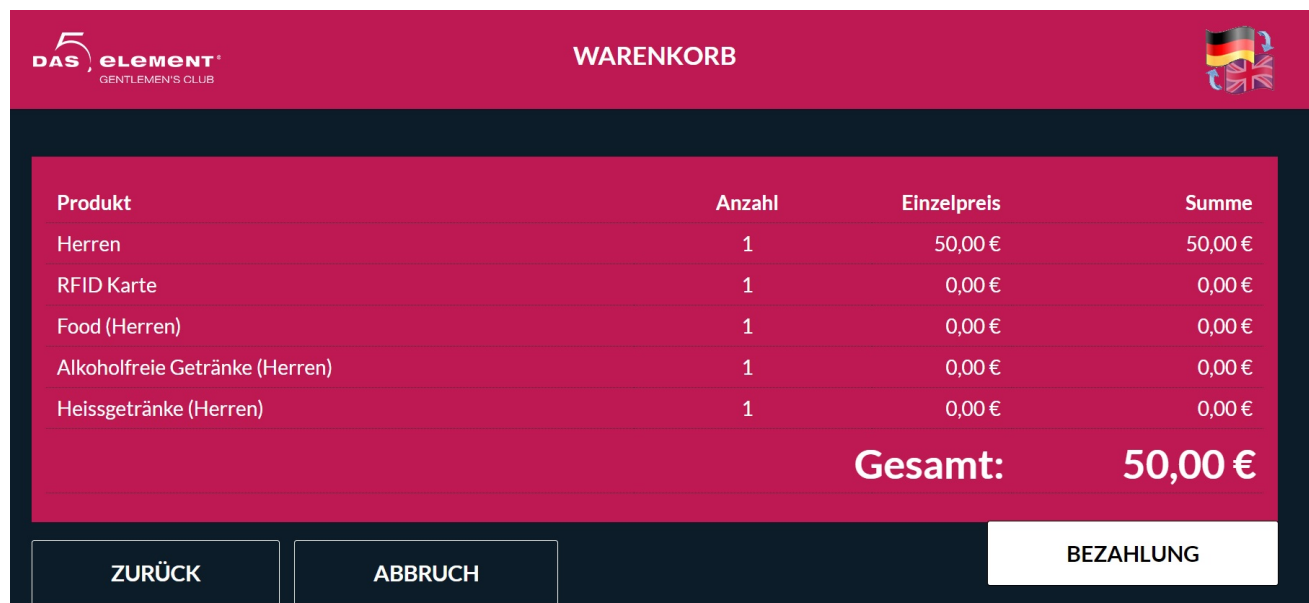 5
DAS ELEMENT®
GENTLEMEN'S CLUB
WARENKORB
Produkt Anzahl Einzelpreis Summe
Herren 1 50,00 € 50,00 €
RFID Karte 1 0,00 € 0,00 €
Food (Herren) 1 0,00 € 0,00 €
Alkoholfreie Getränke (Herren) 1 0,00 € 0,00 €
Heissgetränke (Herren) 1 0,00 € 0,00 €
Gesamt: 50,00 €
ZURÜCK ABBRUCH BEZAHLUNG